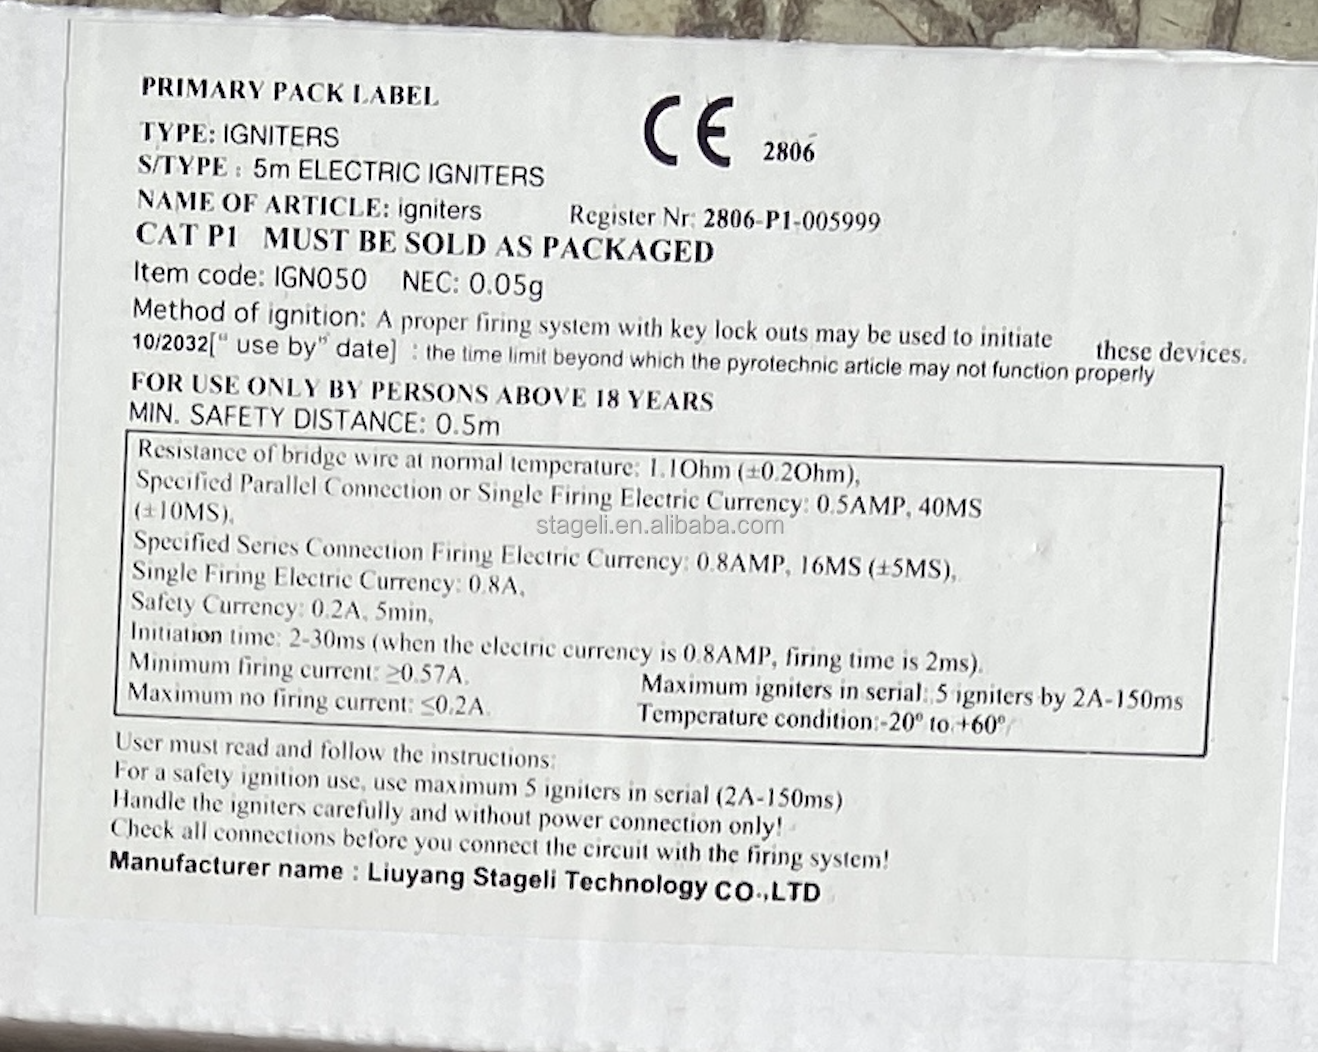 PRIMARY PACK LABEL
TYPE: IGNITERS
CE 2806
S/TYPE : 5m ELECTRIC IGNITERS
NAME OF ARTICLE: igniters Register Nr: 2806-P1-005999
CAT P1 MUST BE SOLD AS PACKAGED
Item code: IGN050 NEC: 0.05g
Method of ignition: A proper firing system with key lock outs may be used to initiate these devices.
10/2032[“ use by” date] : the time limit beyond which the pyrotechnic article may not function properly
FOR USE ONLY BY PERSONS ABOVE 18 YEARS
MIN. SAFETY DISTANCE: 0.5m
Resistance of bridge wire at normal temperature: 1.1Ohm (±0.2Ohm),
Specified Parallel Connection or Single Firing Electric Currency: 0.5AMP, 40MS
(±10MS),
stageli.en.alibaba.com
Specified Series Connection Firing Electric Currency: 0.8AMP, 16MS (±5MS),
Single Firing Electric Currency: 0.8A,
Safety Currency: 0.2A, 5min,
Initiation time: 2-30ms (when the electric currency is 0.8AMP, firing time is 2ms).
Minimum firing current: ≥0.57A. Maximum igniters in serial: 5 igniters by 2A-150ms
Maximum no firing current: ≤0.2A. Temperature condition:-20° to +60°
User must read and follow the instructions:
For a safety ignition use, use maximum 5 igniters in serial (2A-150ms)
Handle the igniters carefully and without power connection only!
Check all connections before you connect the circuit with the firing system!
Manufacturer name : Liuyang Stageli Technology CO.,LTD